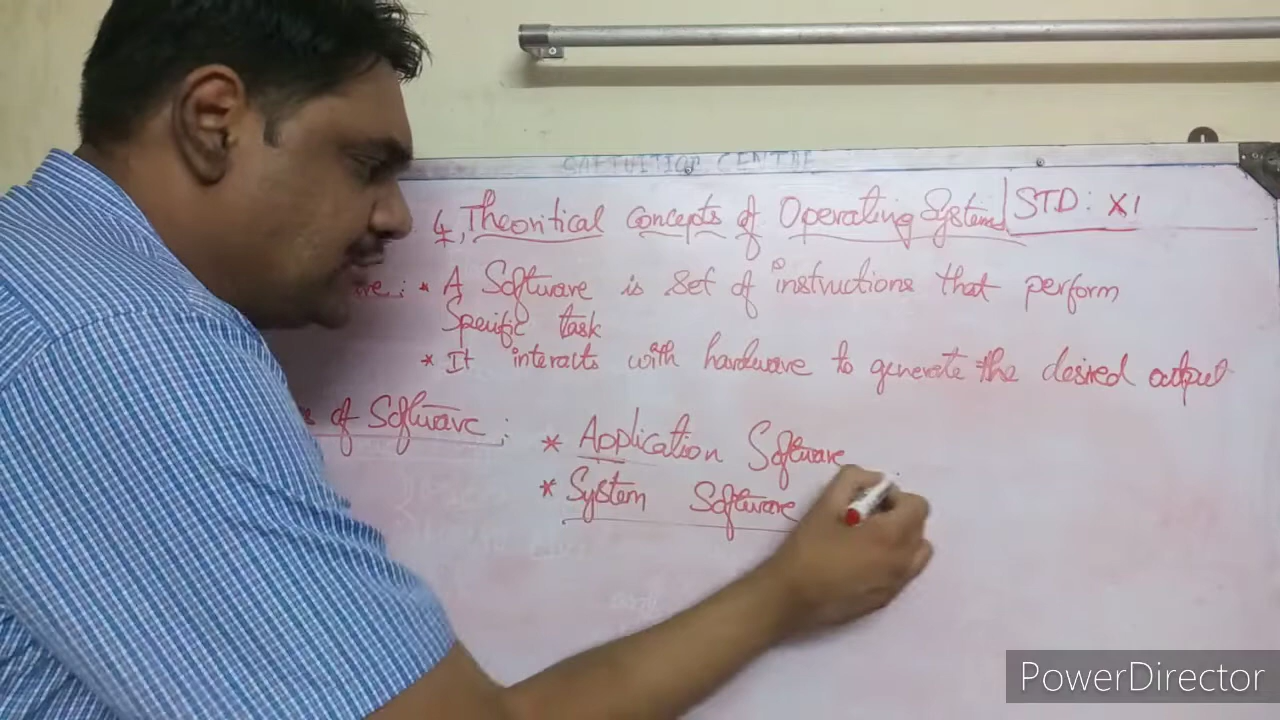 4, Theoritical Concepts of Operating System STD: XI
* A Software is set of instructions that perform
Specific task
* It interacts with hardware to generate the desired output
of Software :
* Application Software
* System Software
PowerDirector